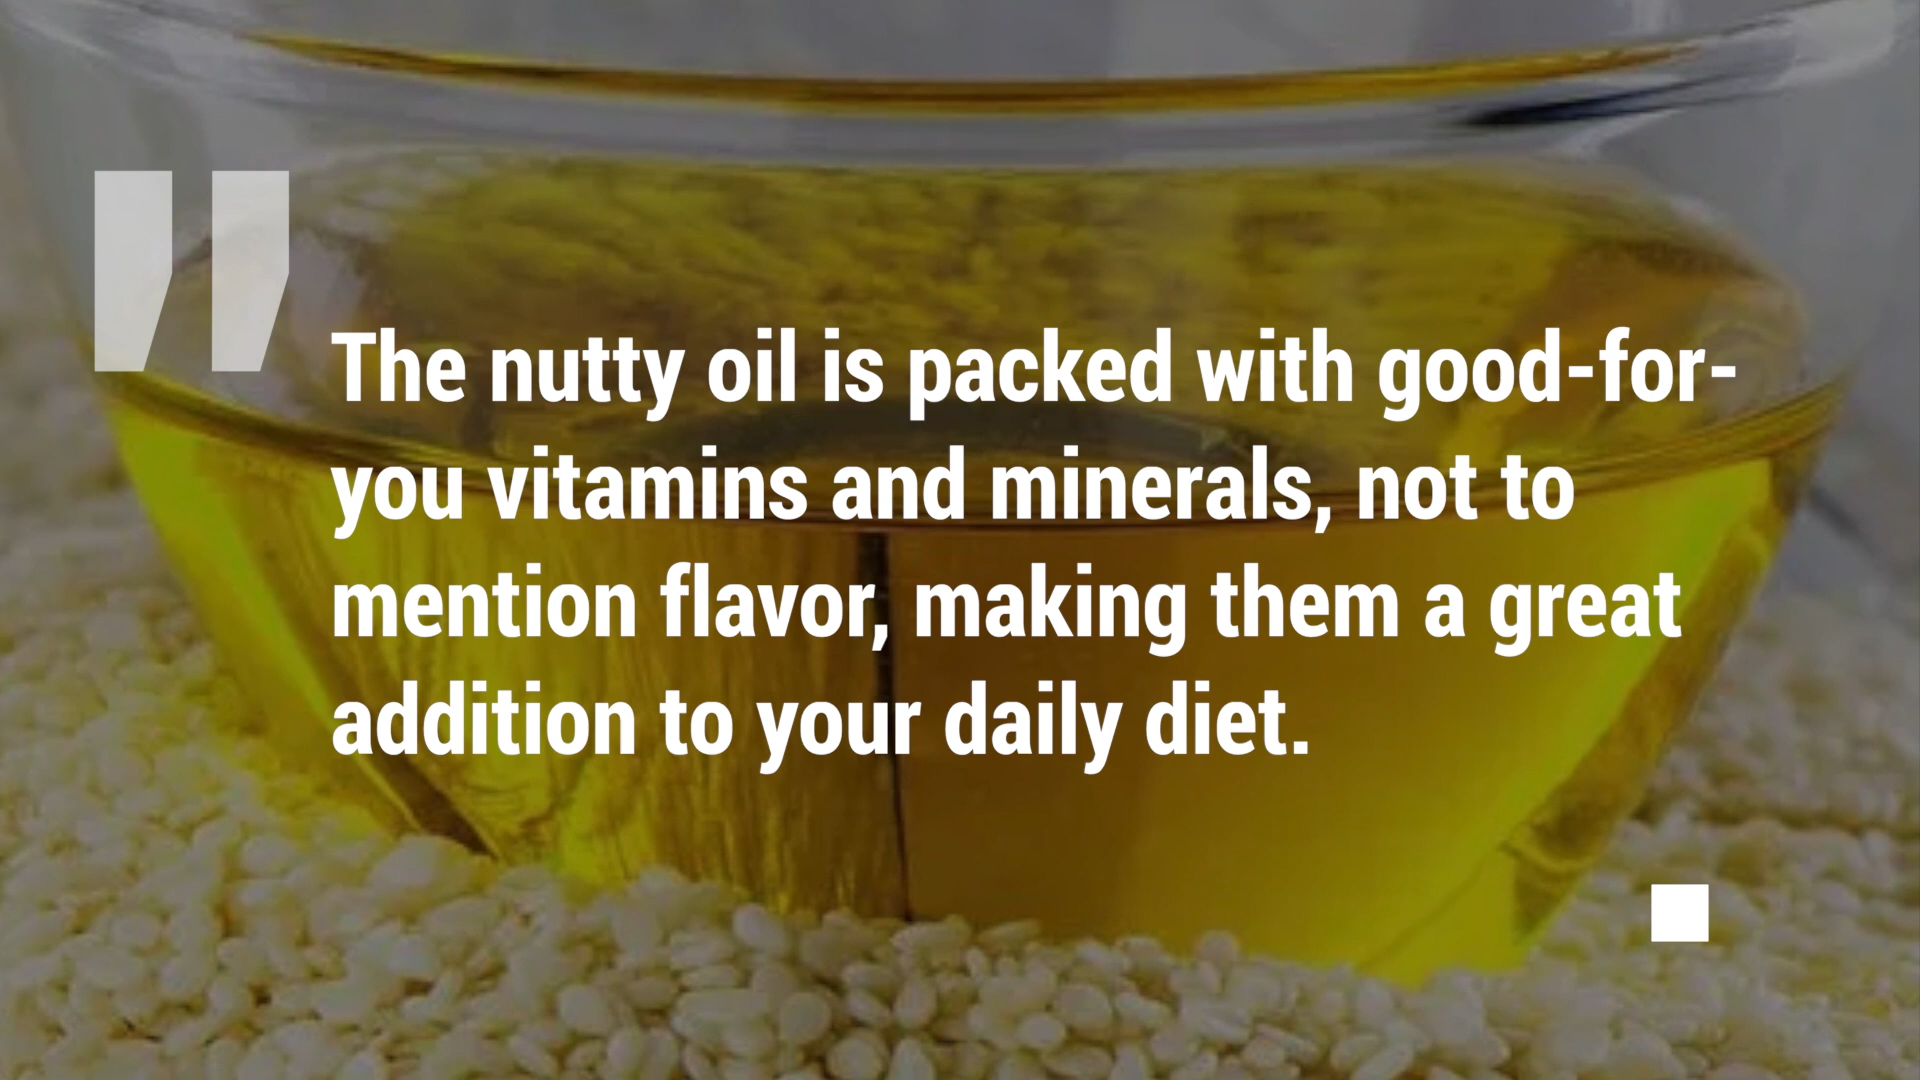 "
The nutty oil is packed with good-for-
you vitamins and minerals, not to
mention flavor, making them a great
addition to your daily diet.